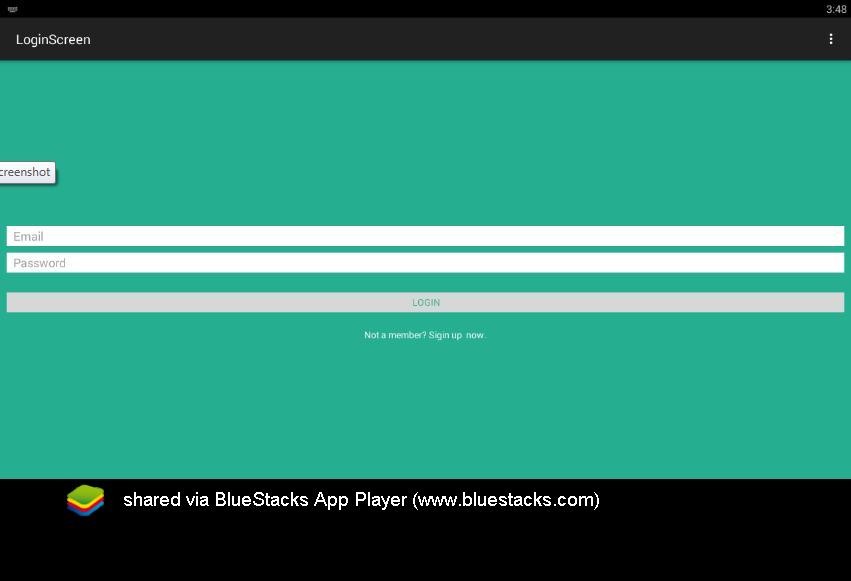 3:48
LoginScreen
creenshot
Email
Password
LOGIN
Not a member? Sigin up now.
shared via BlueStacks App Player (www.bluestacks.com)